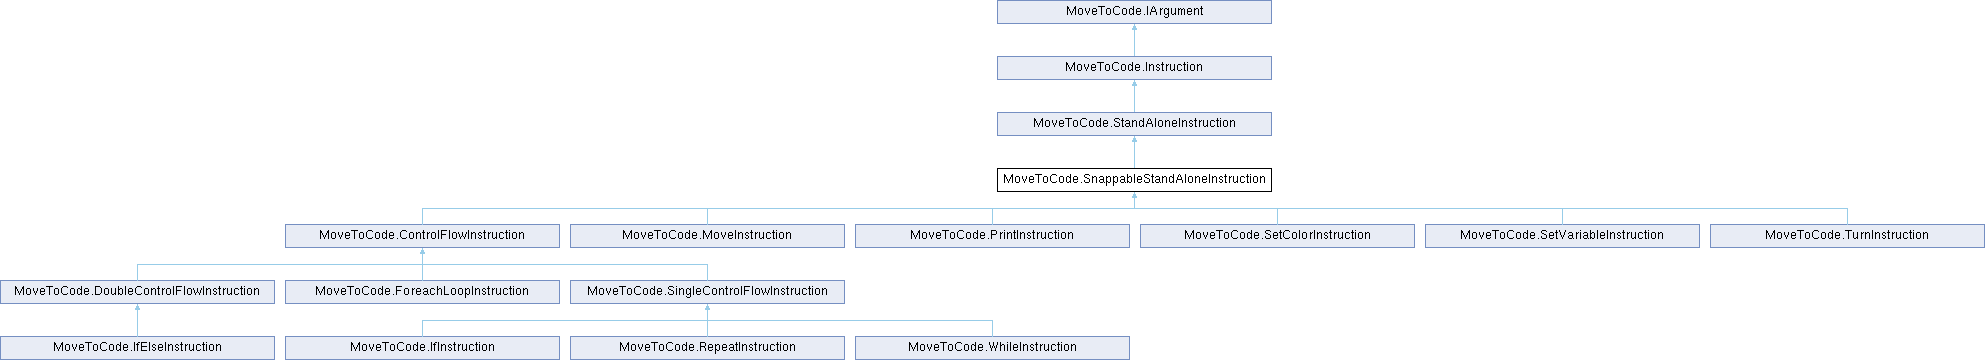 MoveToCode.IArgument
MoveToCode.Instruction
MoveToCode.StandAloneInstruction
MoveToCode.SnappableStandAloneInstruction
MoveToCode.ControlFlowInstruction
MoveToCode.MoveInstruction
MoveToCode.PrintInstruction
MoveToCode.SetColorInstruction
MoveToCode.SetVariableInstruction
MoveToCode.TurnInstruction
MoveToCode.DoubleControlFlowInstruction
MoveToCode.ForeachLoopInstruction
MoveToCode.SingleControlFlowInstruction
MoveToCode.IfElseInstruction
MoveToCode.IfInstruction
MoveToCode.RepeatInstruction
MoveToCode.WhileInstruction